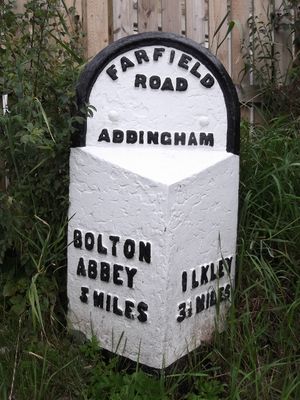 FARFIELD
ROAD
ADDINGHAM
BOLTON
ABBEY
3 MILES
ILKLEY
3½ MILES